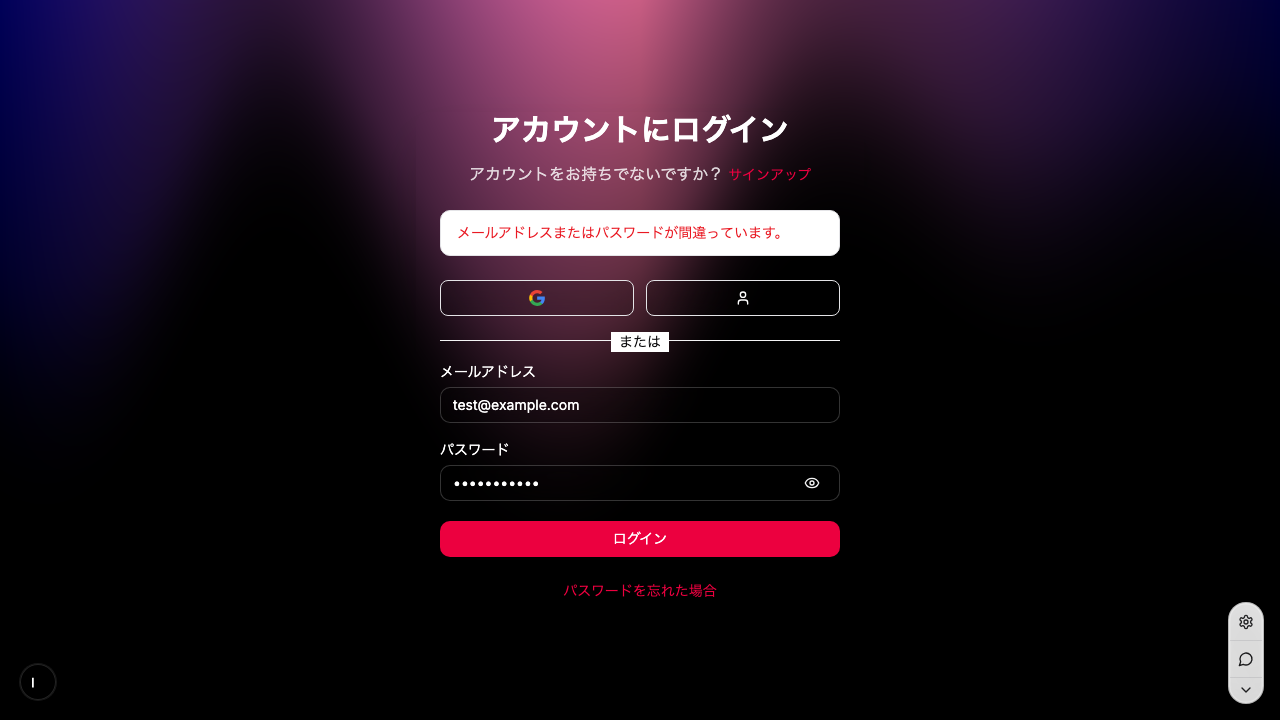 アカウントにログイン
アカウントをお持ちでないですか？ サインアップ
メールアドレスまたはパスワードが間違っています。
または
メールアドレス
test@example.com
パスワード
•••••••••••
ログイン
パスワードを忘れた場合